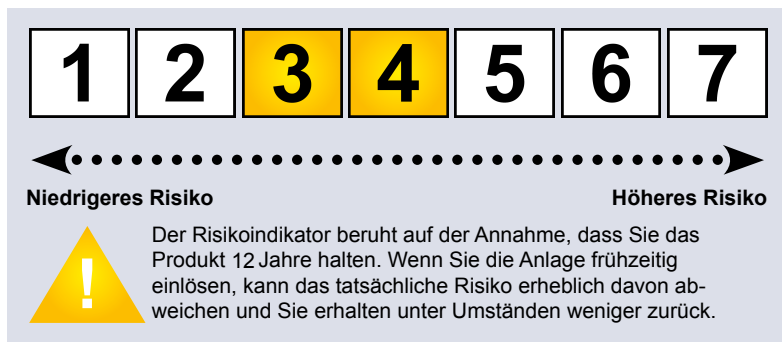 1 2 3 4 5 6 7
Niedrigeres Risiko Höheres Risiko
Der Risikoindikator beruht auf der Annahme, dass Sie das
Produkt 12 Jahre halten. Wenn Sie die Anlage frühzeitig
einlösen, kann das tatsächliche Risiko erheblich davon ab-
weichen und Sie erhalten unter Umständen weniger zurück.
!